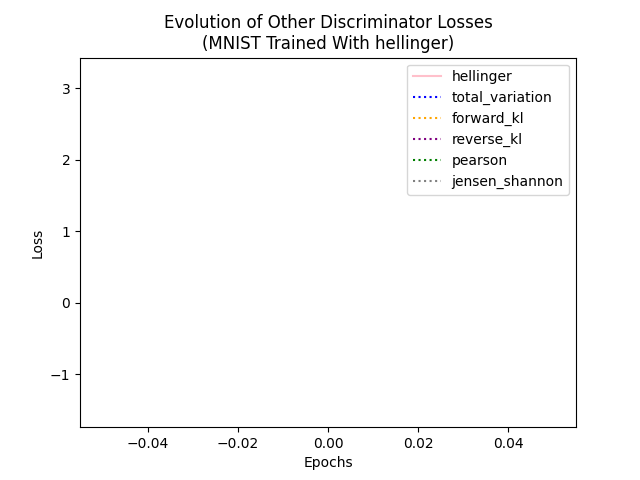 Evolution of Other Discriminator Losses
(MNIST Trained With hellinger)
hellinger
total_variation
forward_kl
reverse_kl
pearson
jensen_shannon
3
2
1
0
−1
Loss
−0.04 −0.02 0.00 0.02 0.04
Epochs